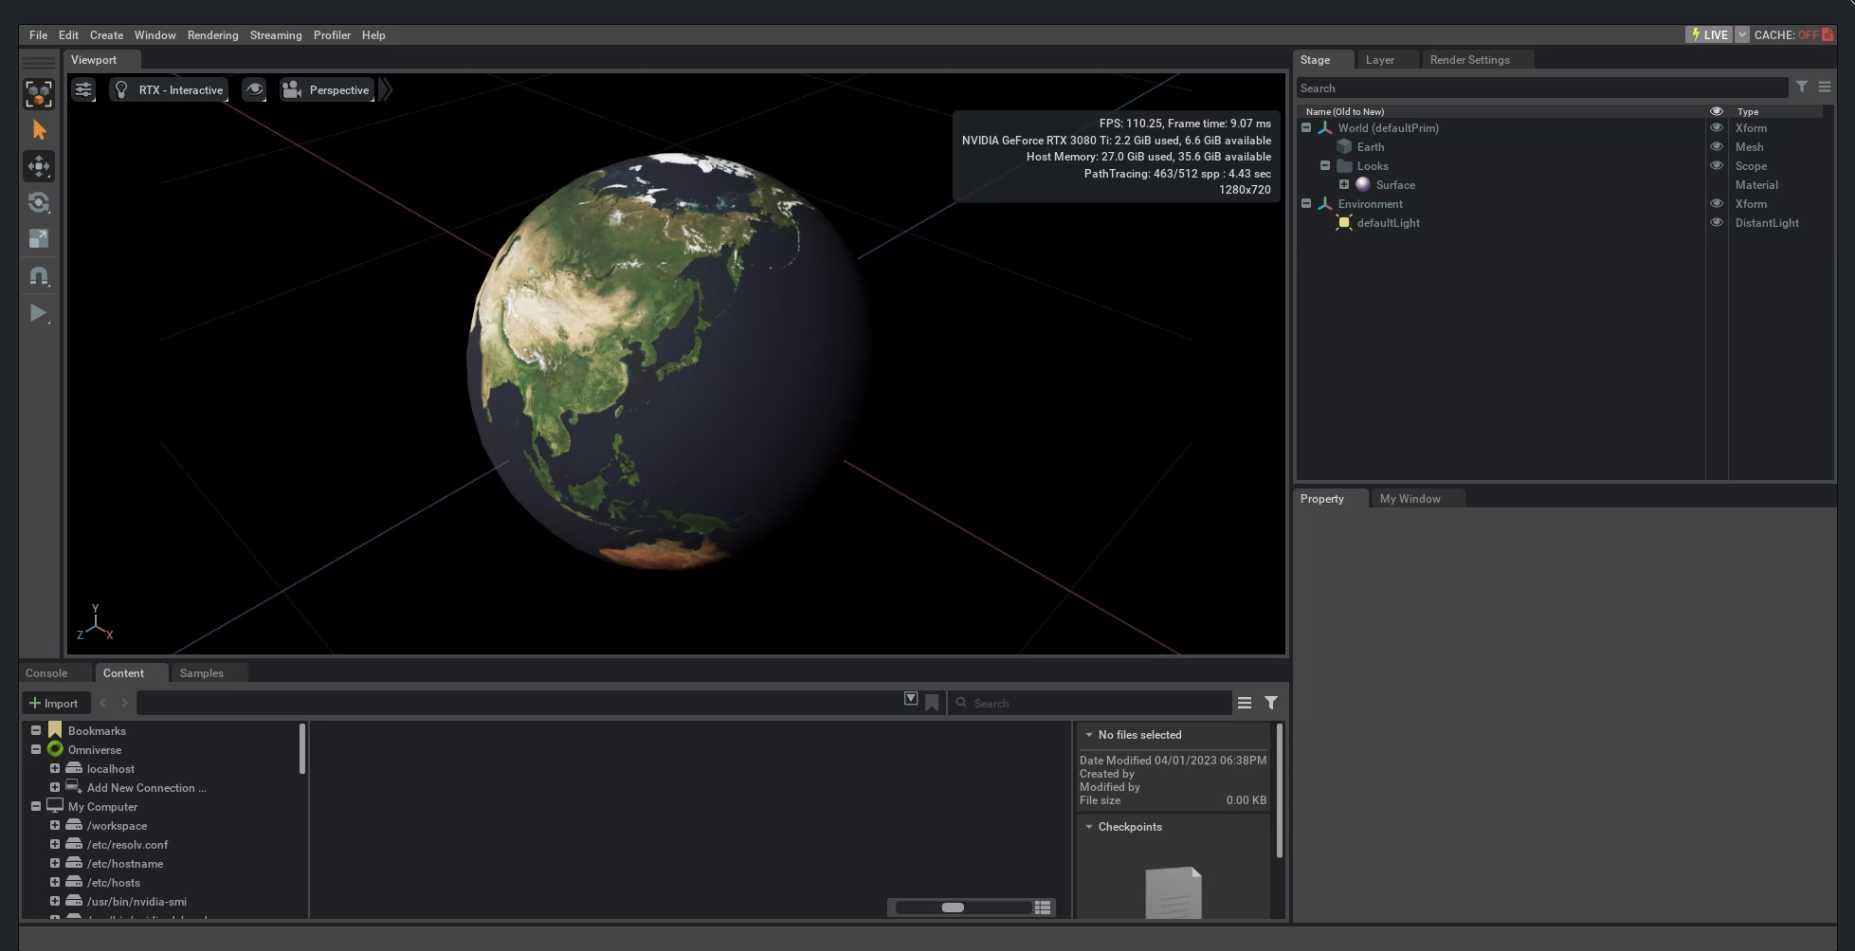 File Edit Create Window Rendering Streaming Profiler Help
LIVE CACHE: OFF
Viewport
RTX - Interactive
Perspective
FPS: 110.25, Frame time: 9.07 ms
NVIDIA GeForce RTX 3080 Ti: 2.2 GiB used, 6.6 GiB available
Host Memory: 27.0 GiB used, 35.6 GiB available
PathTracing: 463/512 spp : 4.43 sec
1280x720
Y
Z X
Stage Layer Render Settings
Search
Name (Old to New) Type
World (defaultPrim) Xform
Earth Mesh
Looks Scope
Surface Material
Environment Xform
defaultLight DistantLight
Property My Window
Console Content Samples
Import
Search
Bookmarks
Omniverse
localhost
Add New Connection ...
My Computer
/workspace
/etc/resolv.conf
/etc/hostname
/etc/hosts
/usr/bin/nvidia-smi
No files selected
Date Modified 04/01/2023 06:38PM
Created by
Modified by
File size 0.00 KB
Checkpoints